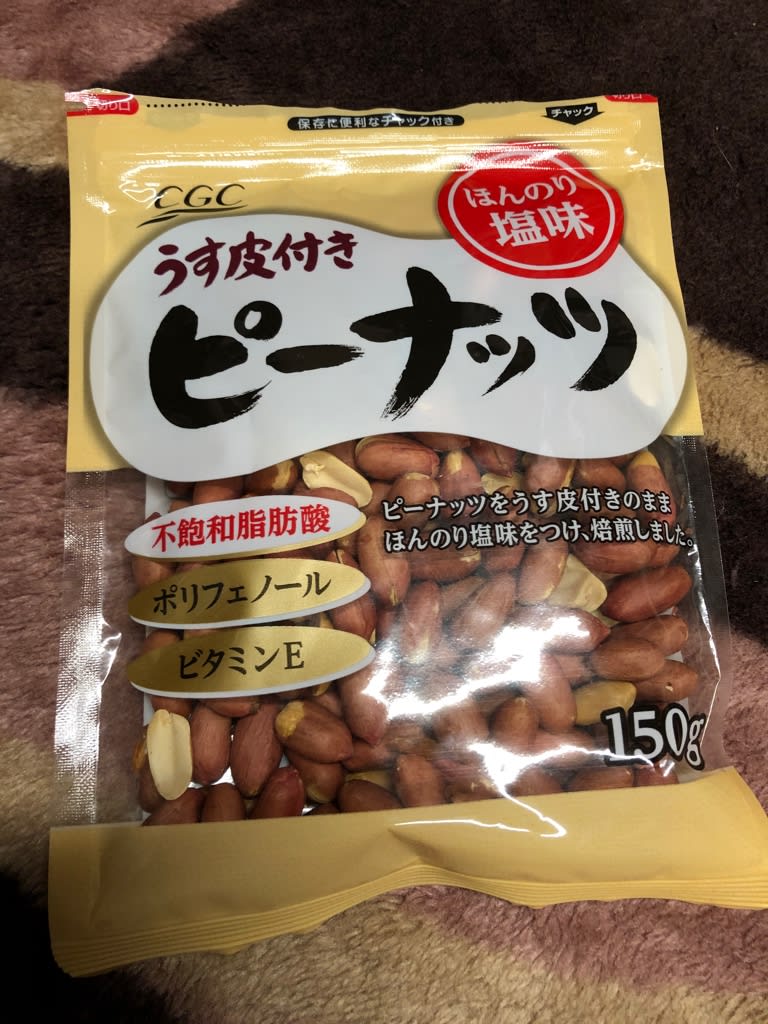 切り口
保存に便利なチャック付き
チャック
CGC
ほんのり
塩味
うす皮付き
ピーナッツ
不飽和脂肪酸
ポリフェノール
ビタミンE
ピーナッツをうす皮付きのまま
ほんのり塩味をつけ、焙煎しました。
150g